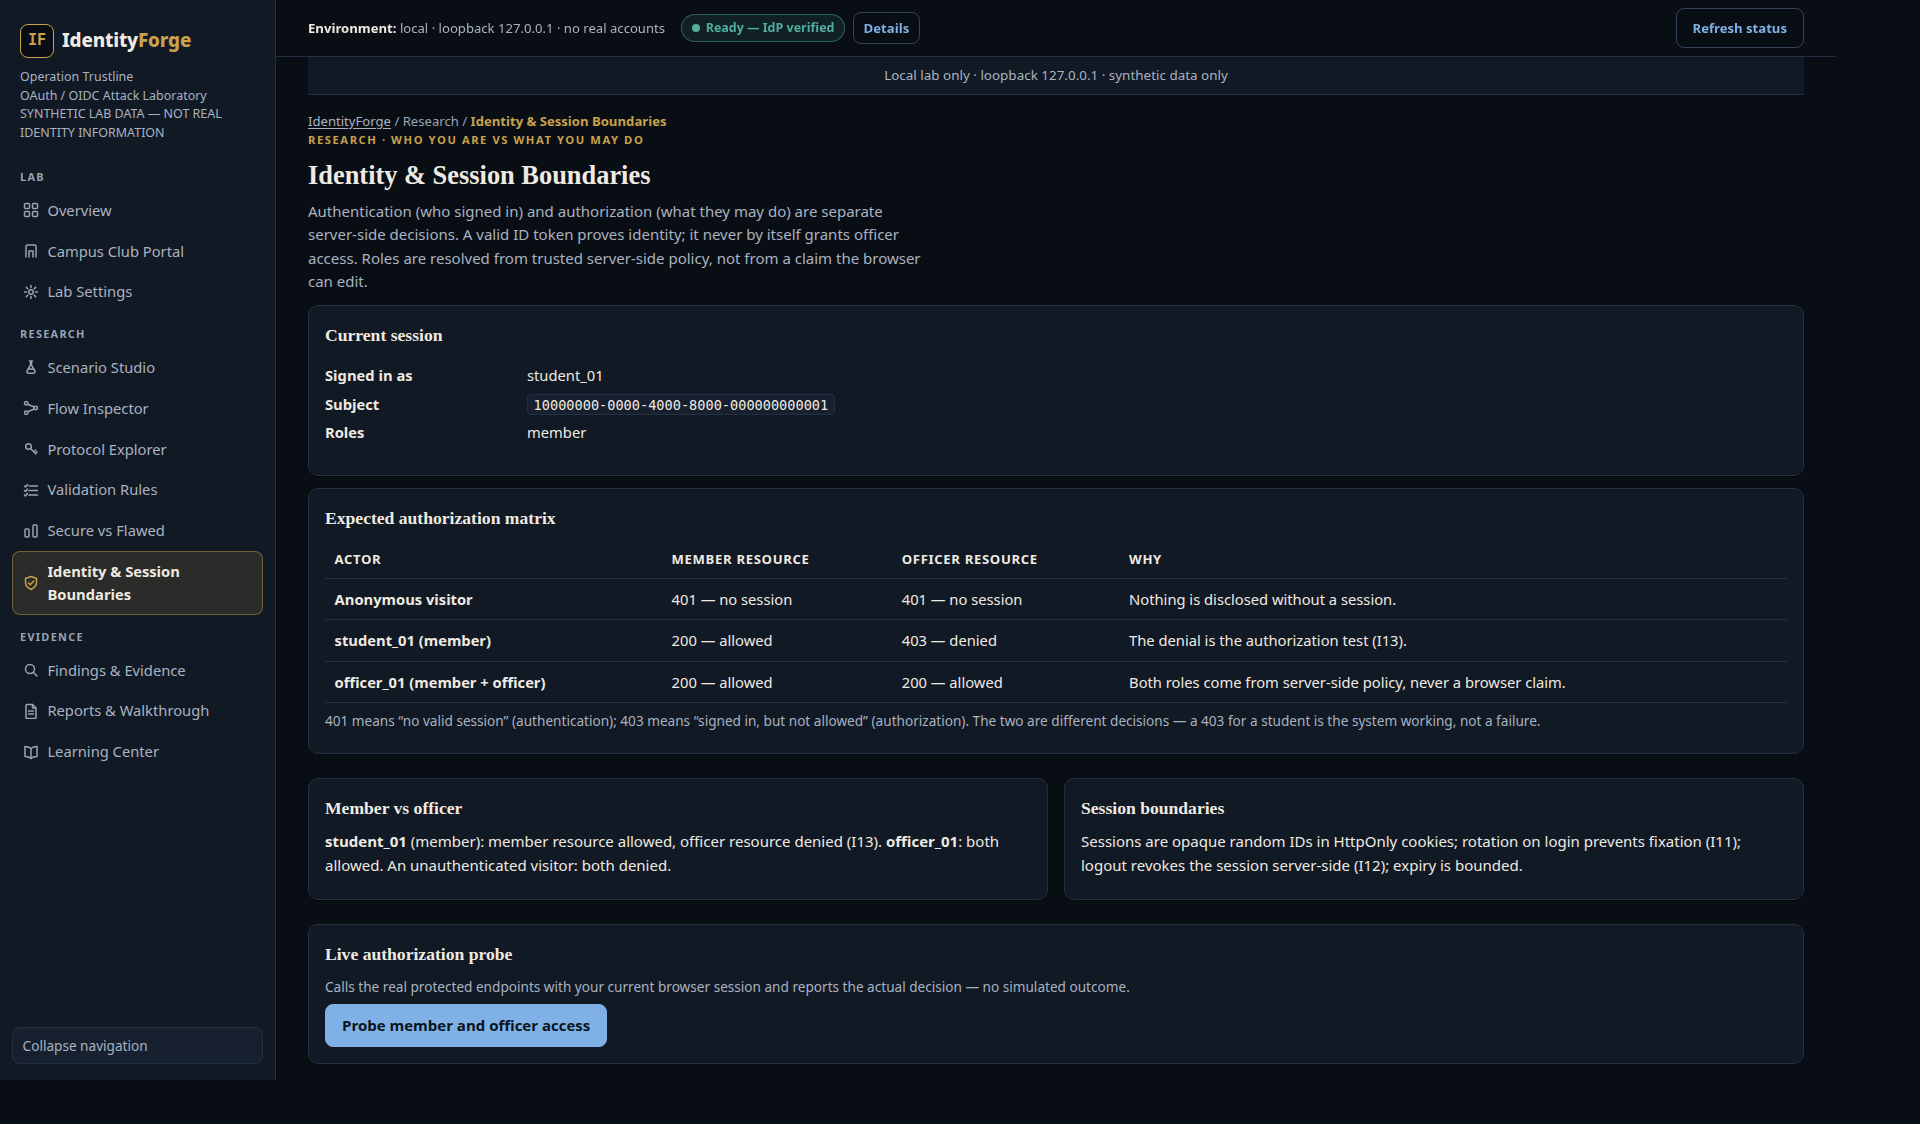 IF IdentityForge
Operation Trustline
OAuth / OIDC Attack Laboratory
SYNTHETIC LAB DATA — NOT REAL
IDENTITY INFORMATION
LAB
Overview
Campus Club Portal
Lab Settings
RESEARCH
Scenario Studio
Flow Inspector
Protocol Explorer
Validation Rules
Secure vs Flawed
Identity & Session
Boundaries
EVIDENCE
Findings & Evidence
Reports & Walkthrough
Learning Center
Collapse navigation
Environment: local · loopback 127.0.0.1 · no real accounts
Ready — IdP verified
Details
Refresh status
Local lab only · loopback 127.0.0.1 · synthetic data only
IdentityForge / Research / Identity & Session Boundaries
RESEARCH · WHO YOU ARE VS WHAT YOU MAY DO
Identity & Session Boundaries
Authentication (who signed in) and authorization (what they may do) are separate
server-side decisions. A valid ID token proves identity; it never by itself grants officer
access. Roles are resolved from trusted server-side policy, not from a claim the browser
can edit.
Current session
Signed in as student_01
Subject 10000000-0000-4000-8000-000000000001
Roles member
Expected authorization matrix
ACTOR MEMBER RESOURCE OFFICER RESOURCE WHY
Anonymous visitor 401 — no session 401 — no session Nothing is disclosed without a session.
student_01 (member) 200 — allowed 403 — denied The denial is the authorization test (I13).
officer_01 (member + officer) 200 — allowed 200 — allowed Both roles come from server-side policy, never a browser claim.
401 means “no valid session” (authentication); 403 means “signed in, but not allowed” (authorization). The two are different decisions — a 403 for a student is the system working, not a failure.
Member vs officer
student_01 (member): member resource allowed, officer resource denied (I13). officer_01: both
allowed. An unauthenticated visitor: both denied.
Session boundaries
Sessions are opaque random IDs in HttpOnly cookies; rotation on login prevents fixation (I11);
logout revokes the session server-side (I12); expiry is bounded.
Live authorization probe
Calls the real protected endpoints with your current browser session and reports the actual decision — no simulated outcome.
Probe member and officer access